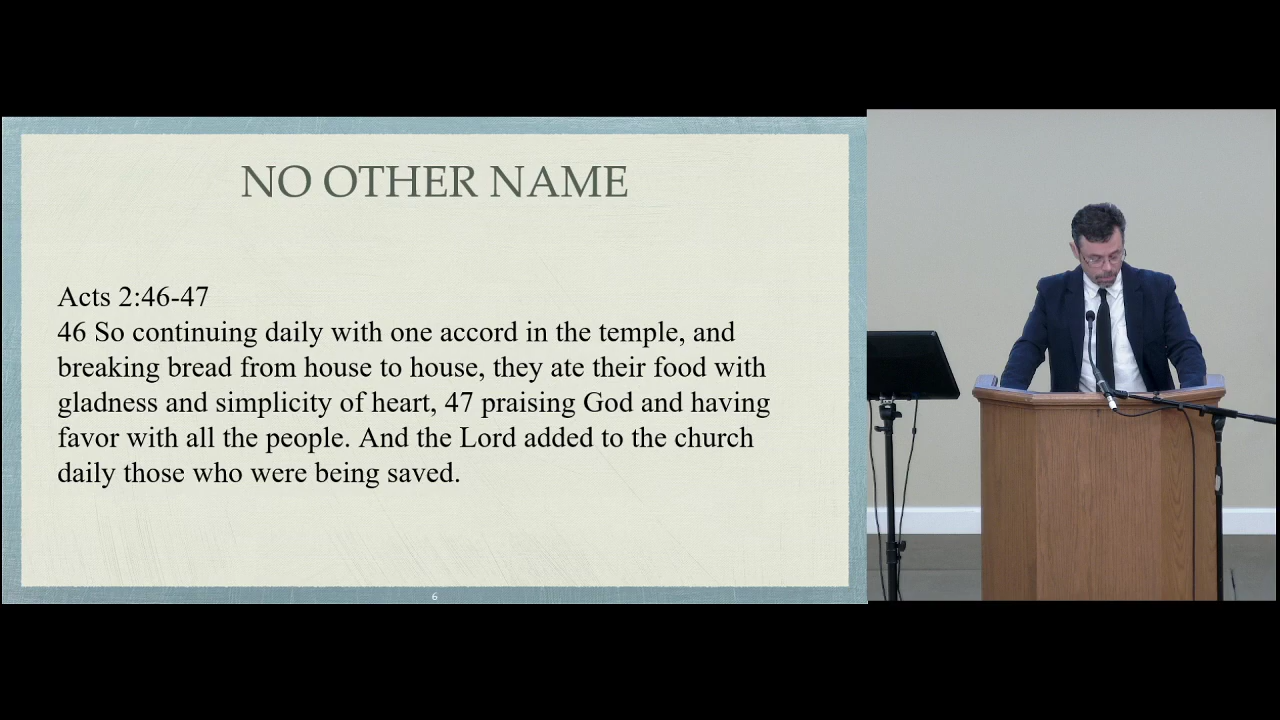 NO OTHER NAME
Acts 2:46-47
46 So continuing daily with one accord in the temple, and
breaking bread from house to house, they ate their food with
gladness and simplicity of heart, 47 praising God and having
favor with all the people. And the Lord added to the church
daily those who were being saved.
6